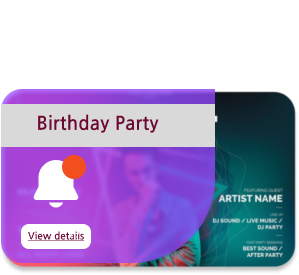 Birthday Party
View details
FEATURING GUEST
ARTIST NAME
LINE UP
DJ SOUND / LIVE MUSIC /
DJ PARTY
BEST SOUND /
AFTER PARTY